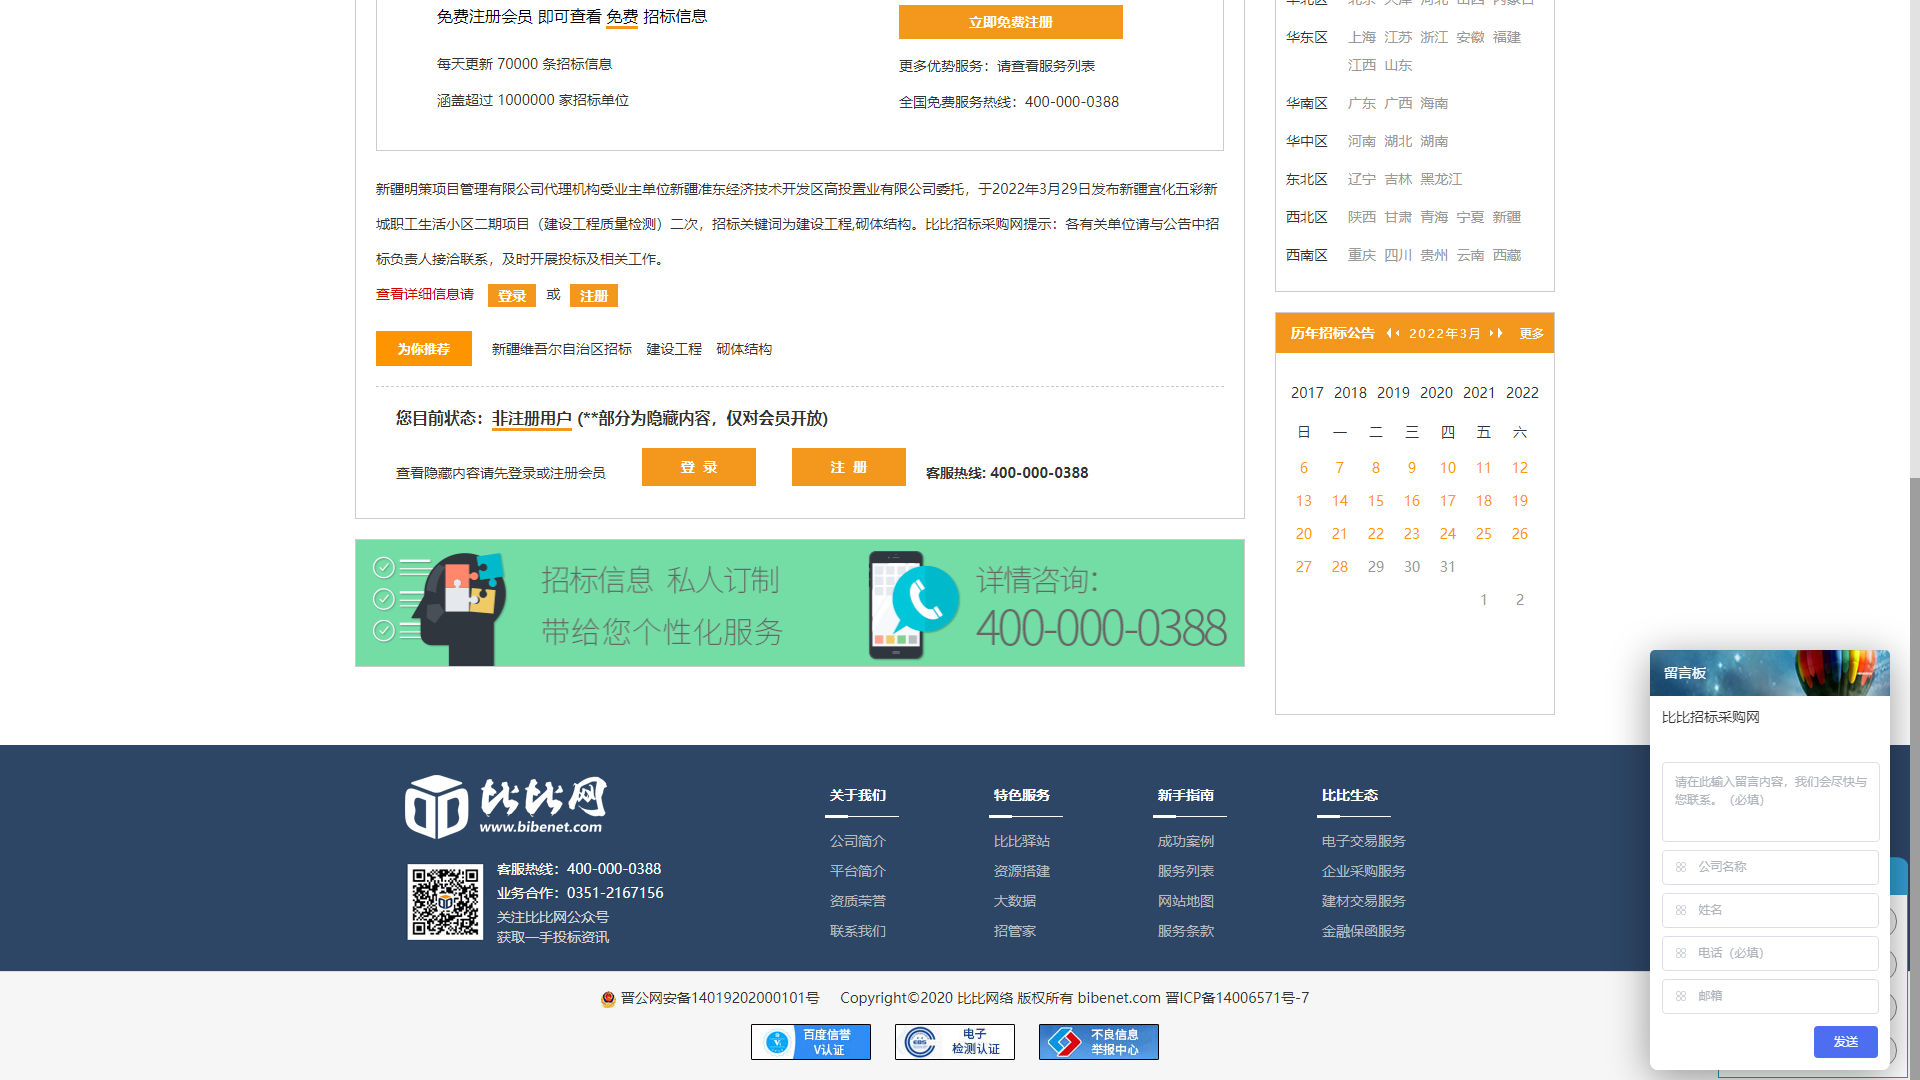 免费注册会员 即可查看 免费 招标信息
立即免费注册
每天更新 70000 条招标信息
更多优势服务：请查看服务列表
涵盖超过 1000000 家招标单位
全国免费服务热线：400-000-0388
新疆明策项目管理有限公司代理机构受业主单位新疆准东经济技术开发区高投置业有限公司委托，于2022年3月29日发布新疆宜化五彩新
城职工生活小区二期项目（建设工程质量检测）二次，招标关键词为建设工程,砌体结构。比比招标采购网提示：各有关单位请与公告中招
标负责人接洽联系，及时开展投标及相关工作。
查看详细信息请 登录 或 注册
为你推荐 新疆维吾尔自治区招标 建设工程 砌体结构
您目前状态：非注册用户 (**部分为隐藏内容，仅对会员开放)
查看隐藏内容请先登录或注册会员 登 录 注 册 客服热线: 400-000-0388
招标信息 私人订制
带给您个性化服务
详情咨询：
400-000-0388
华北区 北京 天津 河北 山西 内蒙古
华东区 上海 江苏 浙江 安徽 福建
江西 山东
华南区 广东 广西 海南
华中区 河南 湖北 湖南
东北区 辽宁 吉林 黑龙江
西北区 陕西 甘肃 青海 宁夏 新疆
西南区 重庆 四川 贵州 云南 西藏
历年招标公告 2022年3月 更多
2017 2018 2019 2020 2021 2022
日 一 二 三 四 五 六
6 7 8 9 10 11 12
13 14 15 16 17 18 19
20 21 22 23 24 25 26
27 28 29 30 31
1 2
留言板
比比招标采购网
请在此输入留言内容，我们会尽快与
您联系。（必填）
公司名称
姓名
电话（必填）
邮箱
发送
比比网
www.bibenet.com
客服热线：400-000-0388
业务合作：0351-2167156
关注比比网公众号
获取一手投标资讯
关于我们
公司简介
平台简介
资质荣誉
联系我们
特色服务
比比驿站
资源搭建
大数据
招管家
新手指南
成功案例
服务列表
网站地图
服务条款
比比生态
电子交易服务
企业采购服务
建材交易服务
金融保函服务
晋公网安备14019202000101号 Copyright©2020 比比网络 版权所有 bibenet.com 晋ICP备14006571号-7
百度信誉
V认证
电子
检测认证
不良信息
举报中心